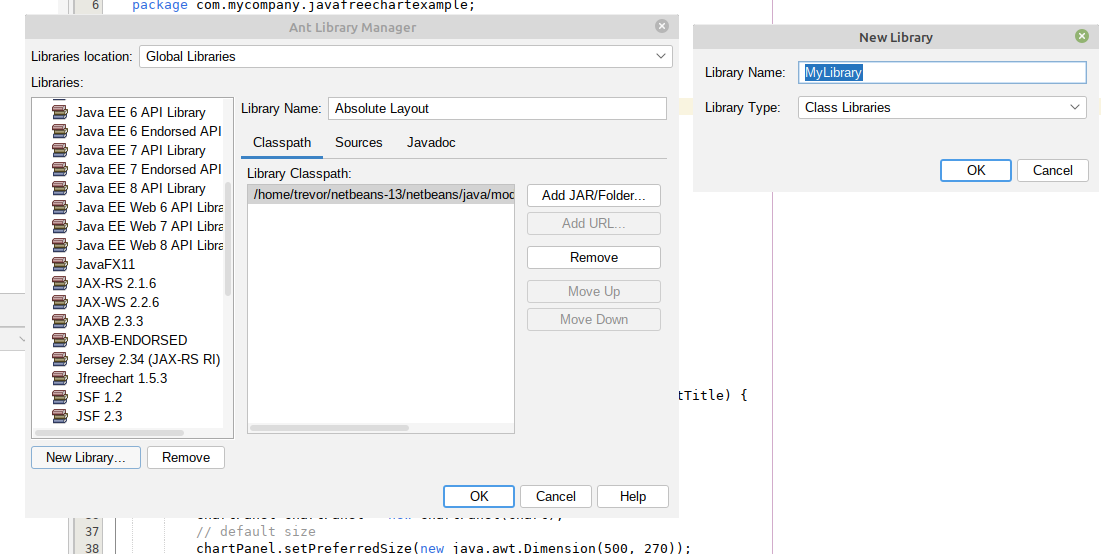 6 package com.mycompany.javafreechartexample;
Ant Library Manager
Libraries location: Global Libraries
Libraries:
Java EE 6 API Library
Java EE 6 Endorsed API
Java EE 7 API Library
Java EE 7 Endorsed API
Java EE 8 API Library
Java EE Web 6 API Libra
Java EE Web 7 API Libra
Java EE Web 8 API Libra
JavaFX11
JAX-RS 2.1.6
JAX-WS 2.2.6
JAXB 2.3.3
JAXB-ENDORSED
Jersey 2.34 (JAX-RS RI)
Jfreechart 1.5.3
JSF 1.2
JSF 2.3
New Library... Remove
Library Name: Absolute Layout
Classpath Sources Javadoc
Library Classpath:
/home/trevor/netbeans-13/netbeans/java/mod
Add JAR/Folder...
Add URL...
Remove
Move Up
Move Down
OK Cancel Help
New Library
Library Name: MyLibrary
Library Type: Class Libraries
OK Cancel
tTitle) {
37 // default size
38 chartPanel.setPreferredSize(new java.awt.Dimension(500, 270));